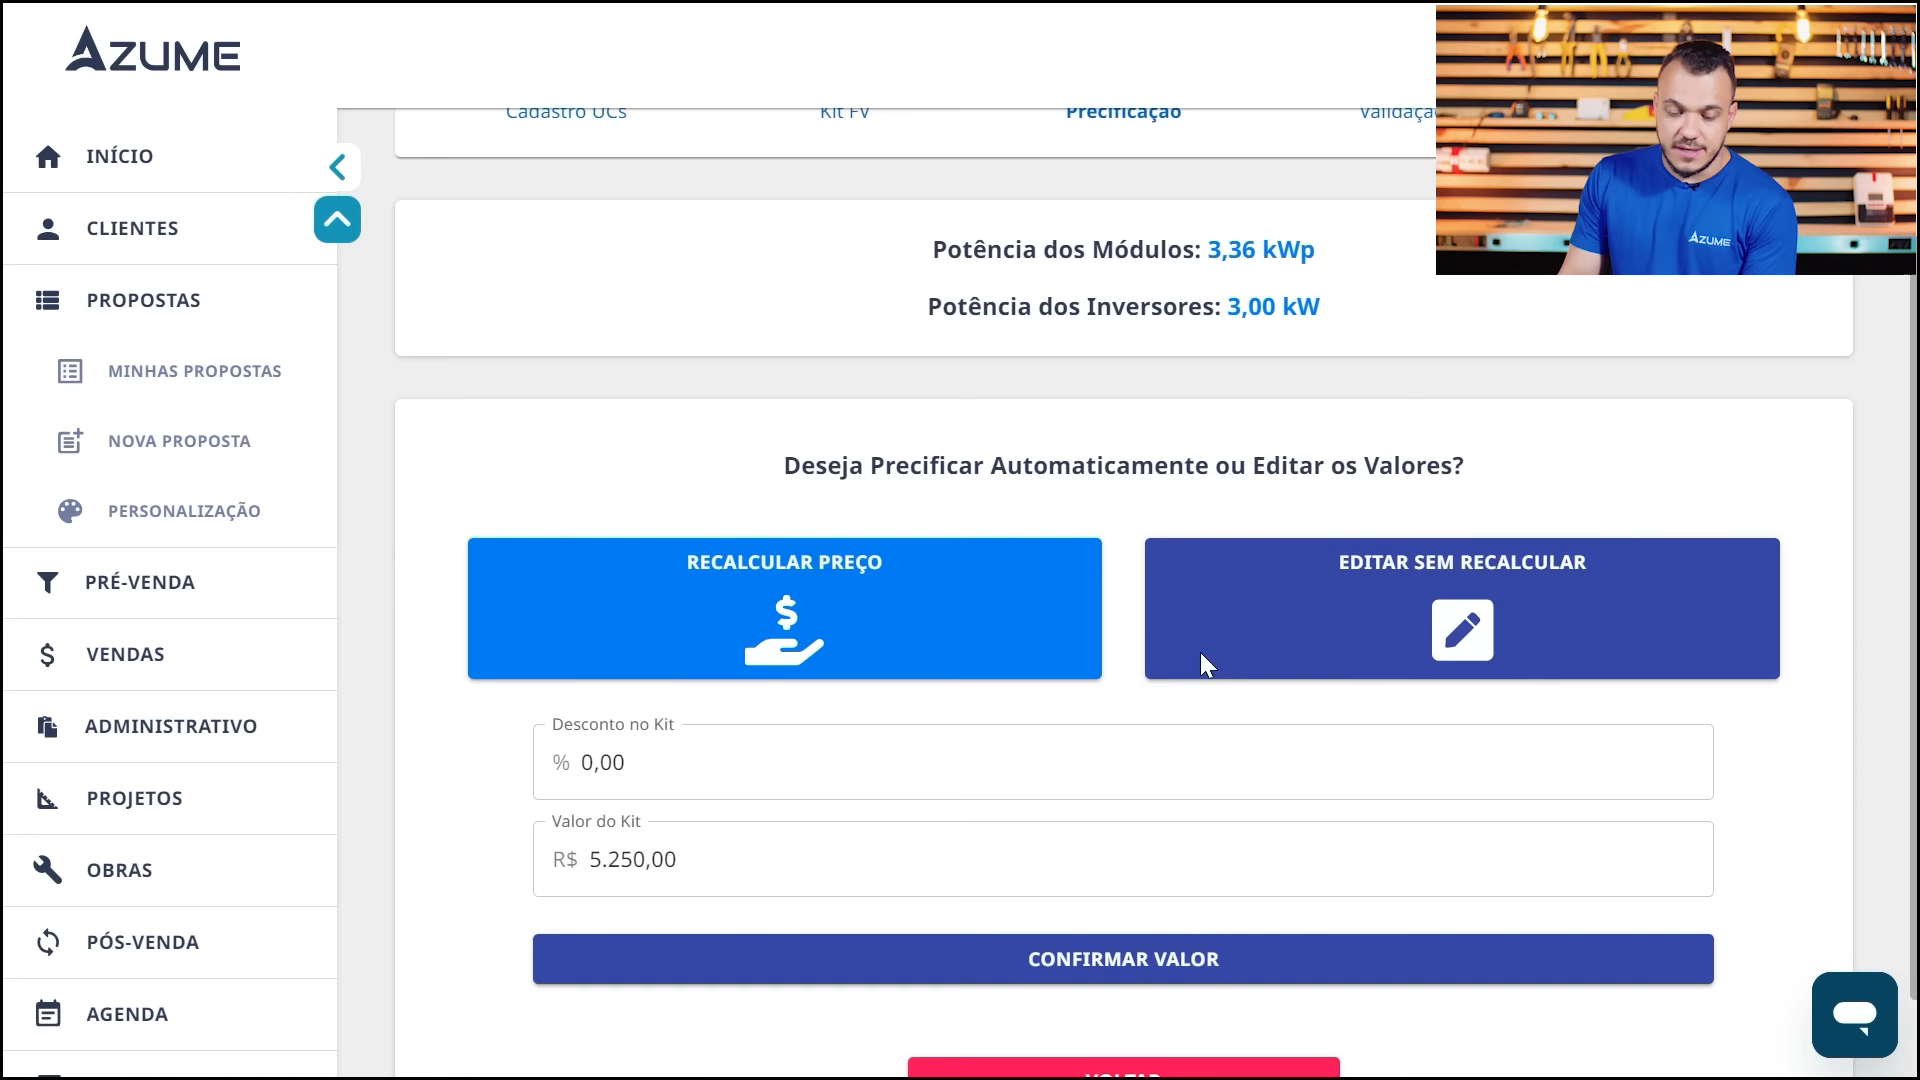 AZUME
Cadastro UCs
Kit FV
Precificação
INÍCIO
CLIENTES
PROPOSTAS
MINHAS PROPOSTAS
NOVA PROPOSTA
PERSONALIZAÇÃO
PRÉ-VENDA
VENDAS
ADMINISTRATIVO
PROJETOS
OBRAS
PÓS-VENDA
AGENDA
AZUME
Potência dos Módulos: 3,36 kWp
Potência dos Inversores: 3,00 kW
Deseja Precificar Automaticamente ou Editar os Valores?
RECALCULAR PREÇO
EDITAR SEM RECALCULAR
Desconto no Kit
% 0,00
Valor do Kit
R$ 5.250,00
CONFIRMAR VALOR
VOLTAR